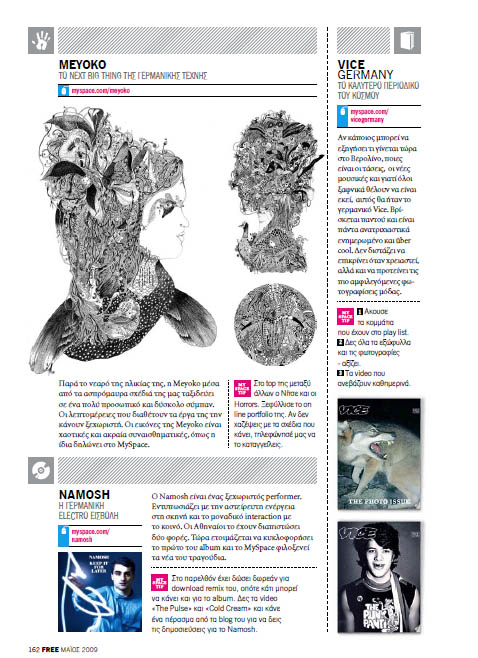 MEYOKO
ΤΟ NEXT BIG THING ΤΗΣ ΓΕΡΜΑΝΙΚΗΣ ΤΕΧΝΗΣ
myspace.com/meyoko
Παρά το νεαρό της ηλικίας της, η Meyoko μέσα
από τα ασπρόμαυρα σχέδιά της μας ταξιδεύει
σε ένα πολύ προσωπικό και δύσκολο σύμπαν.
Οι λεπτομέρειες που διαθέτουν τα έργα της την
κάνουν ξεχωριστή. Οι εικόνες της Meyoko είναι
χαοτικές και ακραία συναισθηματικές, όπως η
ίδια δηλώνει στο MySpace.
MY SPACE TIP
Στα top της μεταξύ
άλλων ο Νίτσε και οι
Horrors. Ξεφύλλισε το on
line portfolio της. Αν δεν
χαζέψεις με τα σχέδια που
κάνει, τηλεφώνησέ μας να
το καταγγείλεις.
VICE
GERMANY
ΤΟ ΚΑΛΥΤΕΡΟ ΠΕΡΙΟΔΙΚΟ
ΤΟΥ ΚΟΣΜΟΥ
myspace.com/
vicegermany
Αν κάποιος μπορεί να
εξηγήσει τι γίνεται τώρα
στο Βερολίνο, ποιες
είναι οι τάσεις, οι νέες
μουσικές και γιατί όλοι
ξαφνικά θέλουν να είναι
εκεί, αυτός θα ήταν το
γερμανικό Vice. Βρί-
σκεται παντού και είναι
πάντα ανατρεπτικά
ενημερωμένο και über
cool. Δεν διστάζει να
επικρίνει όταν χρειαστεί,
αλλά και να προτείνει τις
πιο αμφιλεγόμενες φω-
τογραφίσεις μόδας.
MY SPACE TIP
1 Άκουσε
τα κομμάτια
που έχουν στο play list.
2 Δες όλα τα εξώφυλλα
και τις φωτογραφίες
- αξίζει.
3 Τα video που
ανεβάζουν καθημερινά.
VICE
THE PHOTO ISSUE
VICE
THE PUNK PANTI
NAMOSH
Η ΓΕΡΜΑΝΙΚΗ
ELECTRO ΕΙΣΒΟΛΗ
myspace.com/
namosh
NAMOSH
KEEP IT FOR LATER
Ο Namosh είναι ένας ξεχωριστός performer.
Εντυπωσιάζει με την αστείρευτη ενέργεια
στη σκηνή και το μοναδικό interaction με
το κοινό. Οι Αθηναίοι το έχουν διαπιστώσει
δύο φορές. Τώρα ετοιμάζεται να κυκλοφορήσει
το πρώτο του album και το MySpace φιλοξενεί
τα νέα του τραγούδια.
MY SPACE TIP
Στο παρελθόν έχει δώσει δωρεάν για
download remix του, οπότε κάτι μπορεί
να κάνει και για το album. Δες τα video
«The Pulse» και «Cold Cream» και κάνε
ένα πέρασμα από το blog του για να δεις
τις δημοσιεύσεις για το Namosh.
162 FREE ΜΑΪΟΣ 2009